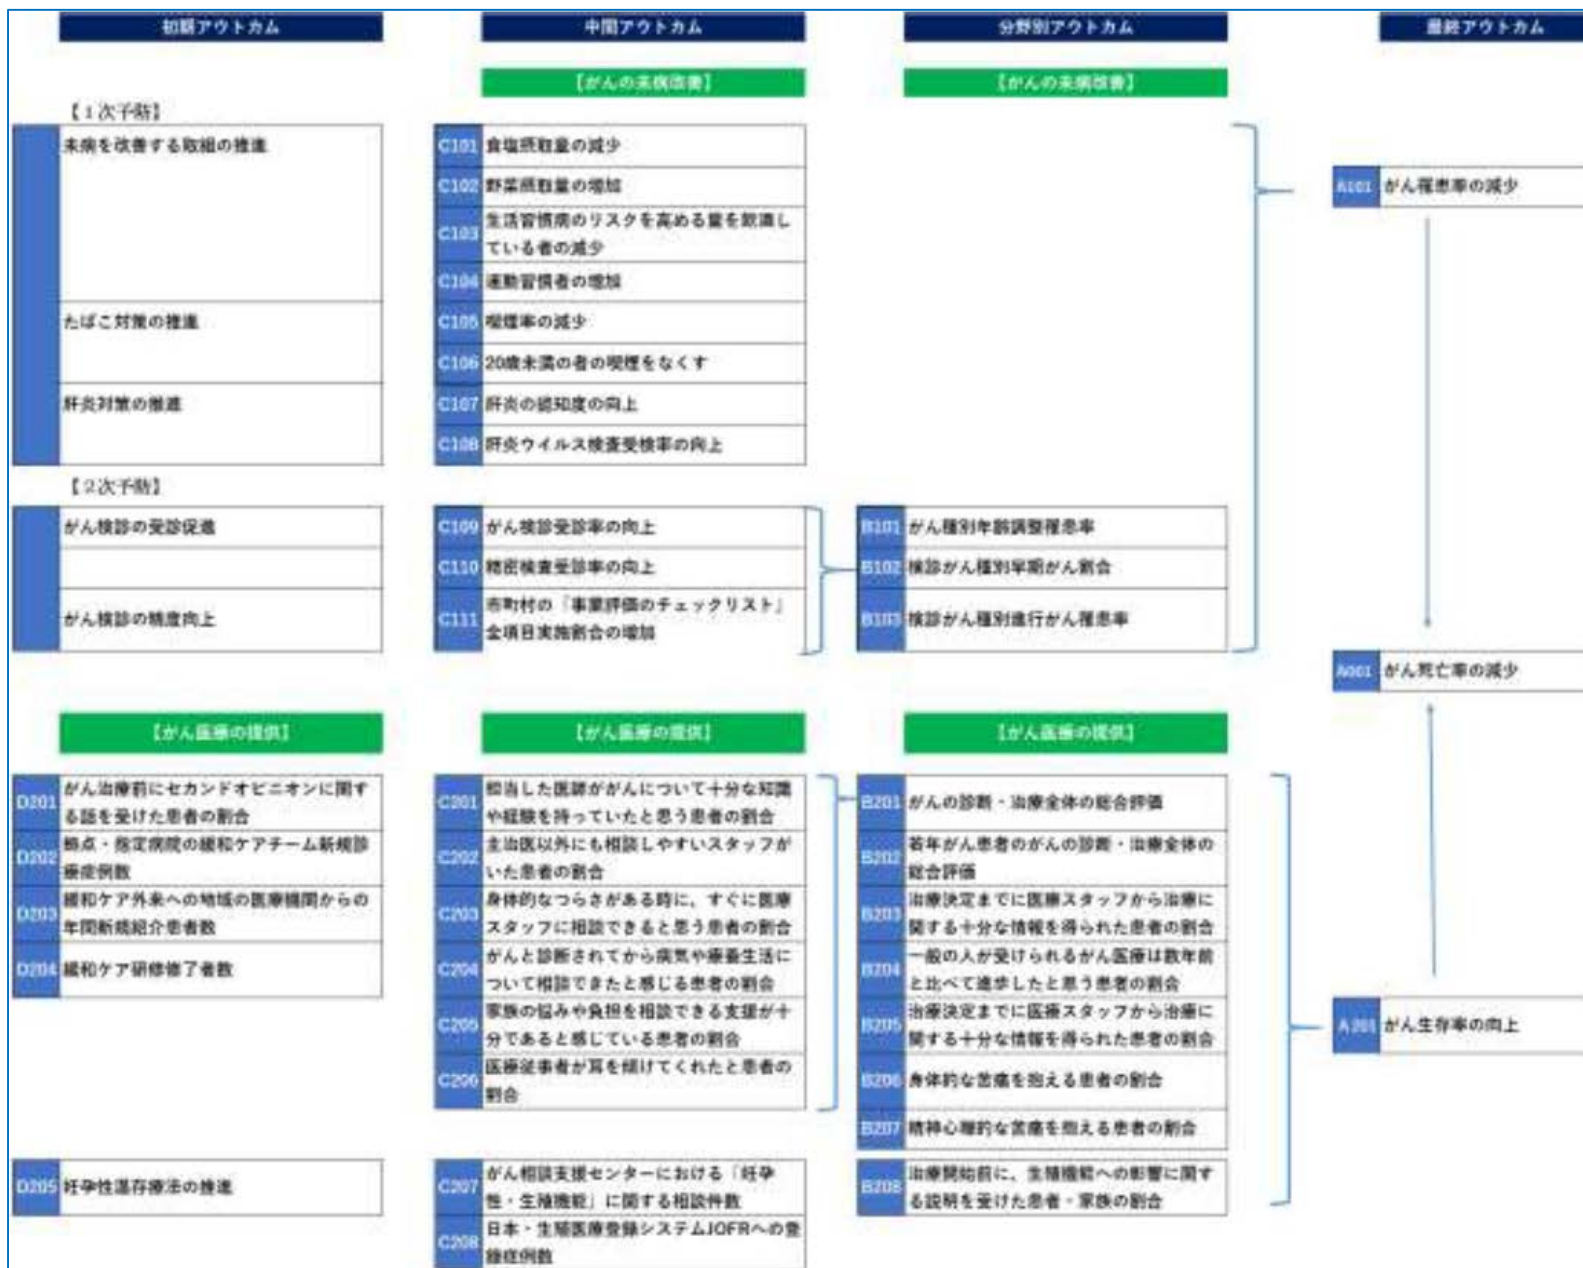 初期アウトカム
中間アウトカム
分野別アウトカム
最終アウトカム
【がんの未病改善】
【がんの未病改善】
【1次予防】
未病を改善する取組の推進
たばこ対策の推進
肝炎対策の推進
C101 食塩摂取量の減少
C102 野菜摂取量の増加
C103 生活習慣病のリスクを高める量を飲酒し
ている者の減少
C104 運動習慣者の増加
C105 喫煙率の減少
C106 20歳未満の者の喫煙をなくす
C107 肝炎の認知度の向上
C108 肝炎ウイルス検査受検率の向上
A101 がん罹患率の減少
【2次予防】
がん検診の受診促進
がん検診の精度向上
C109 がん検診受診率の向上
C110 精密検査受診率の向上
C111 市町村の「事業評価のチェックリスト」
全項目実施割合の増加
B101 がん種別年齢調整罹患率
B102 検診がん種別早期がん割合
B103 検診がん種別進行がん罹患率
A001 がん死亡率の減少
【がん医療の提供】
【がん医療の提供】
【がん医療の提供】
D201 がん治療前にセカンドオピニオンに関す
る話を受けた患者の割合
D202 拠点・指定病院の緩和ケアチーム新規診
療症例数
D203 緩和ケア外来への地域の医療機関からの
年間新規紹介患者数
D204 緩和ケア研修修了者数
C201 担当した医師ががんについて十分な知識
や経験を持っていたと思う患者の割合
C202 主治医以外にも相談しやすいスタッフが
いた患者の割合
C203 身体的なつらさがある時に、すぐに医療
スタッフに相談できると思う患者の割合
C204 がんと診断されてから病気や療養生活に
ついて相談できたと感じる患者の割合
C205 家族の悩みや負担を相談できる支援が十
分であると感じている患者の割合
C206 医療従事者が耳を傾けてくれたと患者の
割合
B201 がんの診断・治療全体の総合評価
B202 若年がん患者のがんの診断・治療全体の
総合評価
B203 治療決定までに医療スタッフから治療に
関する十分な情報を得られた患者の割合
B204 一般の人が受けられるがん医療は数年前
と比べて進歩したと思う患者の割合
B205 治療決定までに医療スタッフから治療に
関する十分な情報を得られた患者の割合
B206 身体的な苦痛を抱える患者の割合
B207 精神心理的な苦痛を抱える患者の割合
A201 がん生存率の向上
D205 妊孕性温存療法の推進
C207 がん相談支援センターにおける「妊孕
性・生殖機能」に関する相談件数
C208 日本・生殖医療登録システムJOFRへの登
録症例数
B208 治療開始前に、生殖機能への影響に関す
る説明を受けた患者・家族の割合